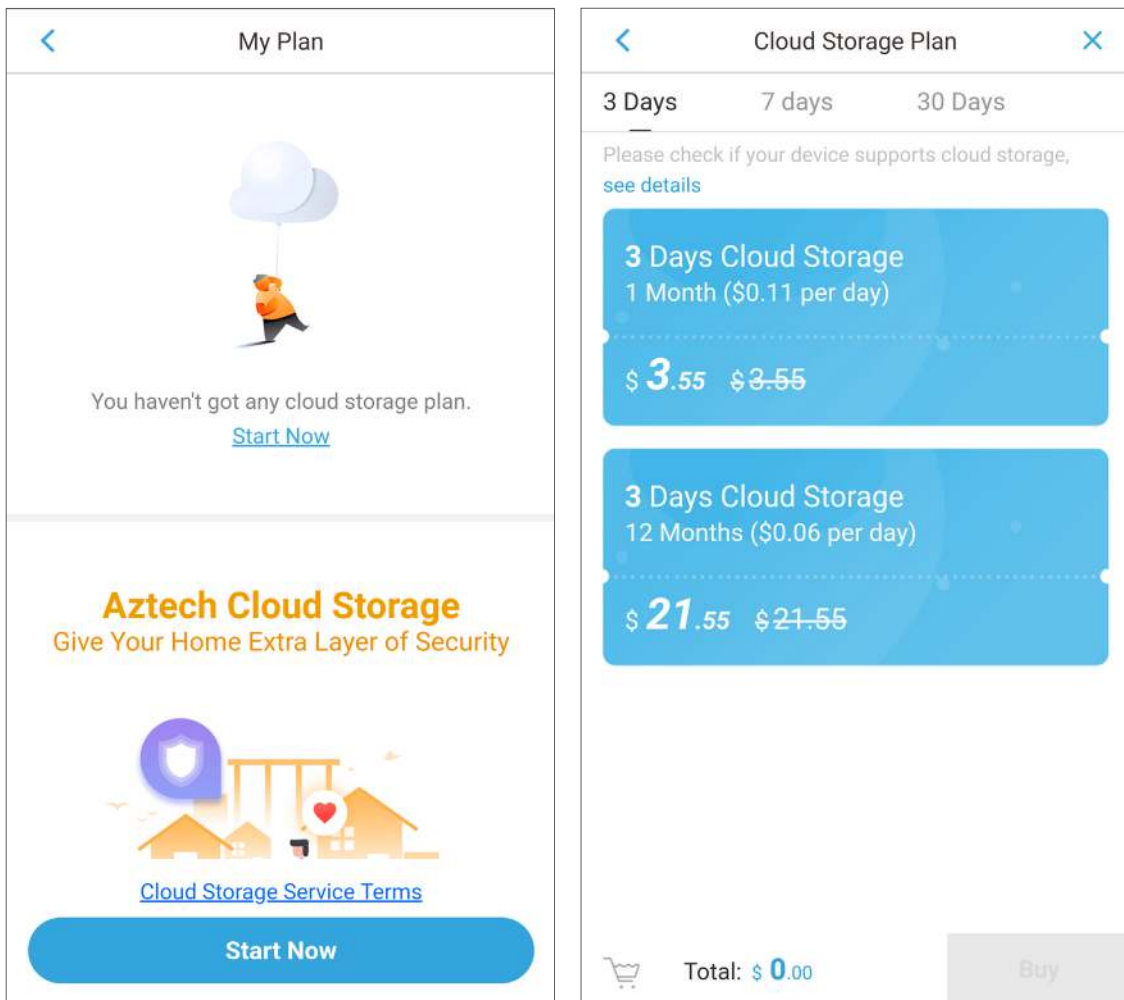 My Plan
You haven't got any cloud storage plan.
Start Now
Aztech Cloud Storage
Give Your Home Extra Layer of Security
Cloud Storage Service Terms
Start Now
Cloud Storage Plan
3 Days 7 days 30 Days
Please check if your device supports cloud storage,
see details
3 Days Cloud Storage
1 Month ($0.11 per day)
$ 3.55 $3.55
3 Days Cloud Storage
12 Months ($0.06 per day)
$ 21.55 $21.55
Total: $ 0.00 Buy